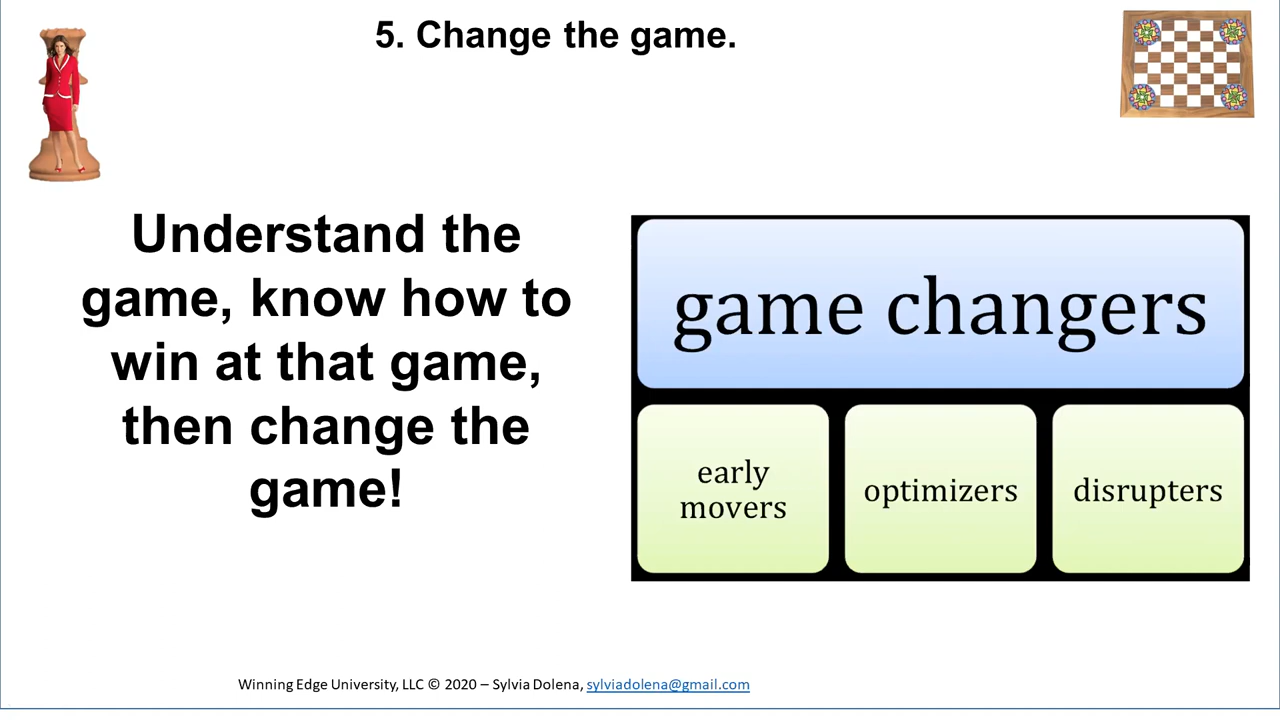 5. Change the game.
Understand the
game, know how to
win at that game,
then change the
game!
game changers
early
movers
optimizers
disrupters
Winning Edge University, LLC © 2020 – Sylvia Dolena, sylviadolena@gmail.com